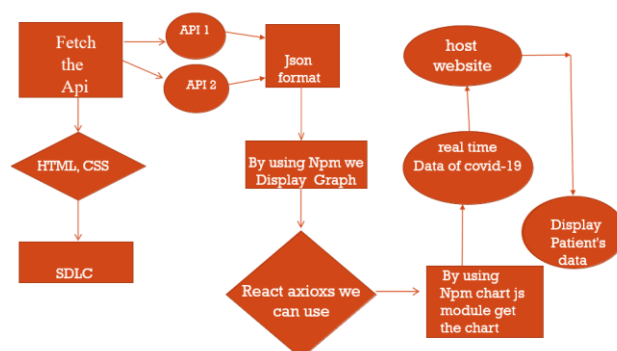 Fetch
the
Api
API 1
API 2
Json
format
HTML, CSS
SDLC
By using Npm we
Display Graph
React axioxs we
can use
By using
Npm chart js
module get
the chart
real time
Data of covid-19
host
website
Display
Patient's
data